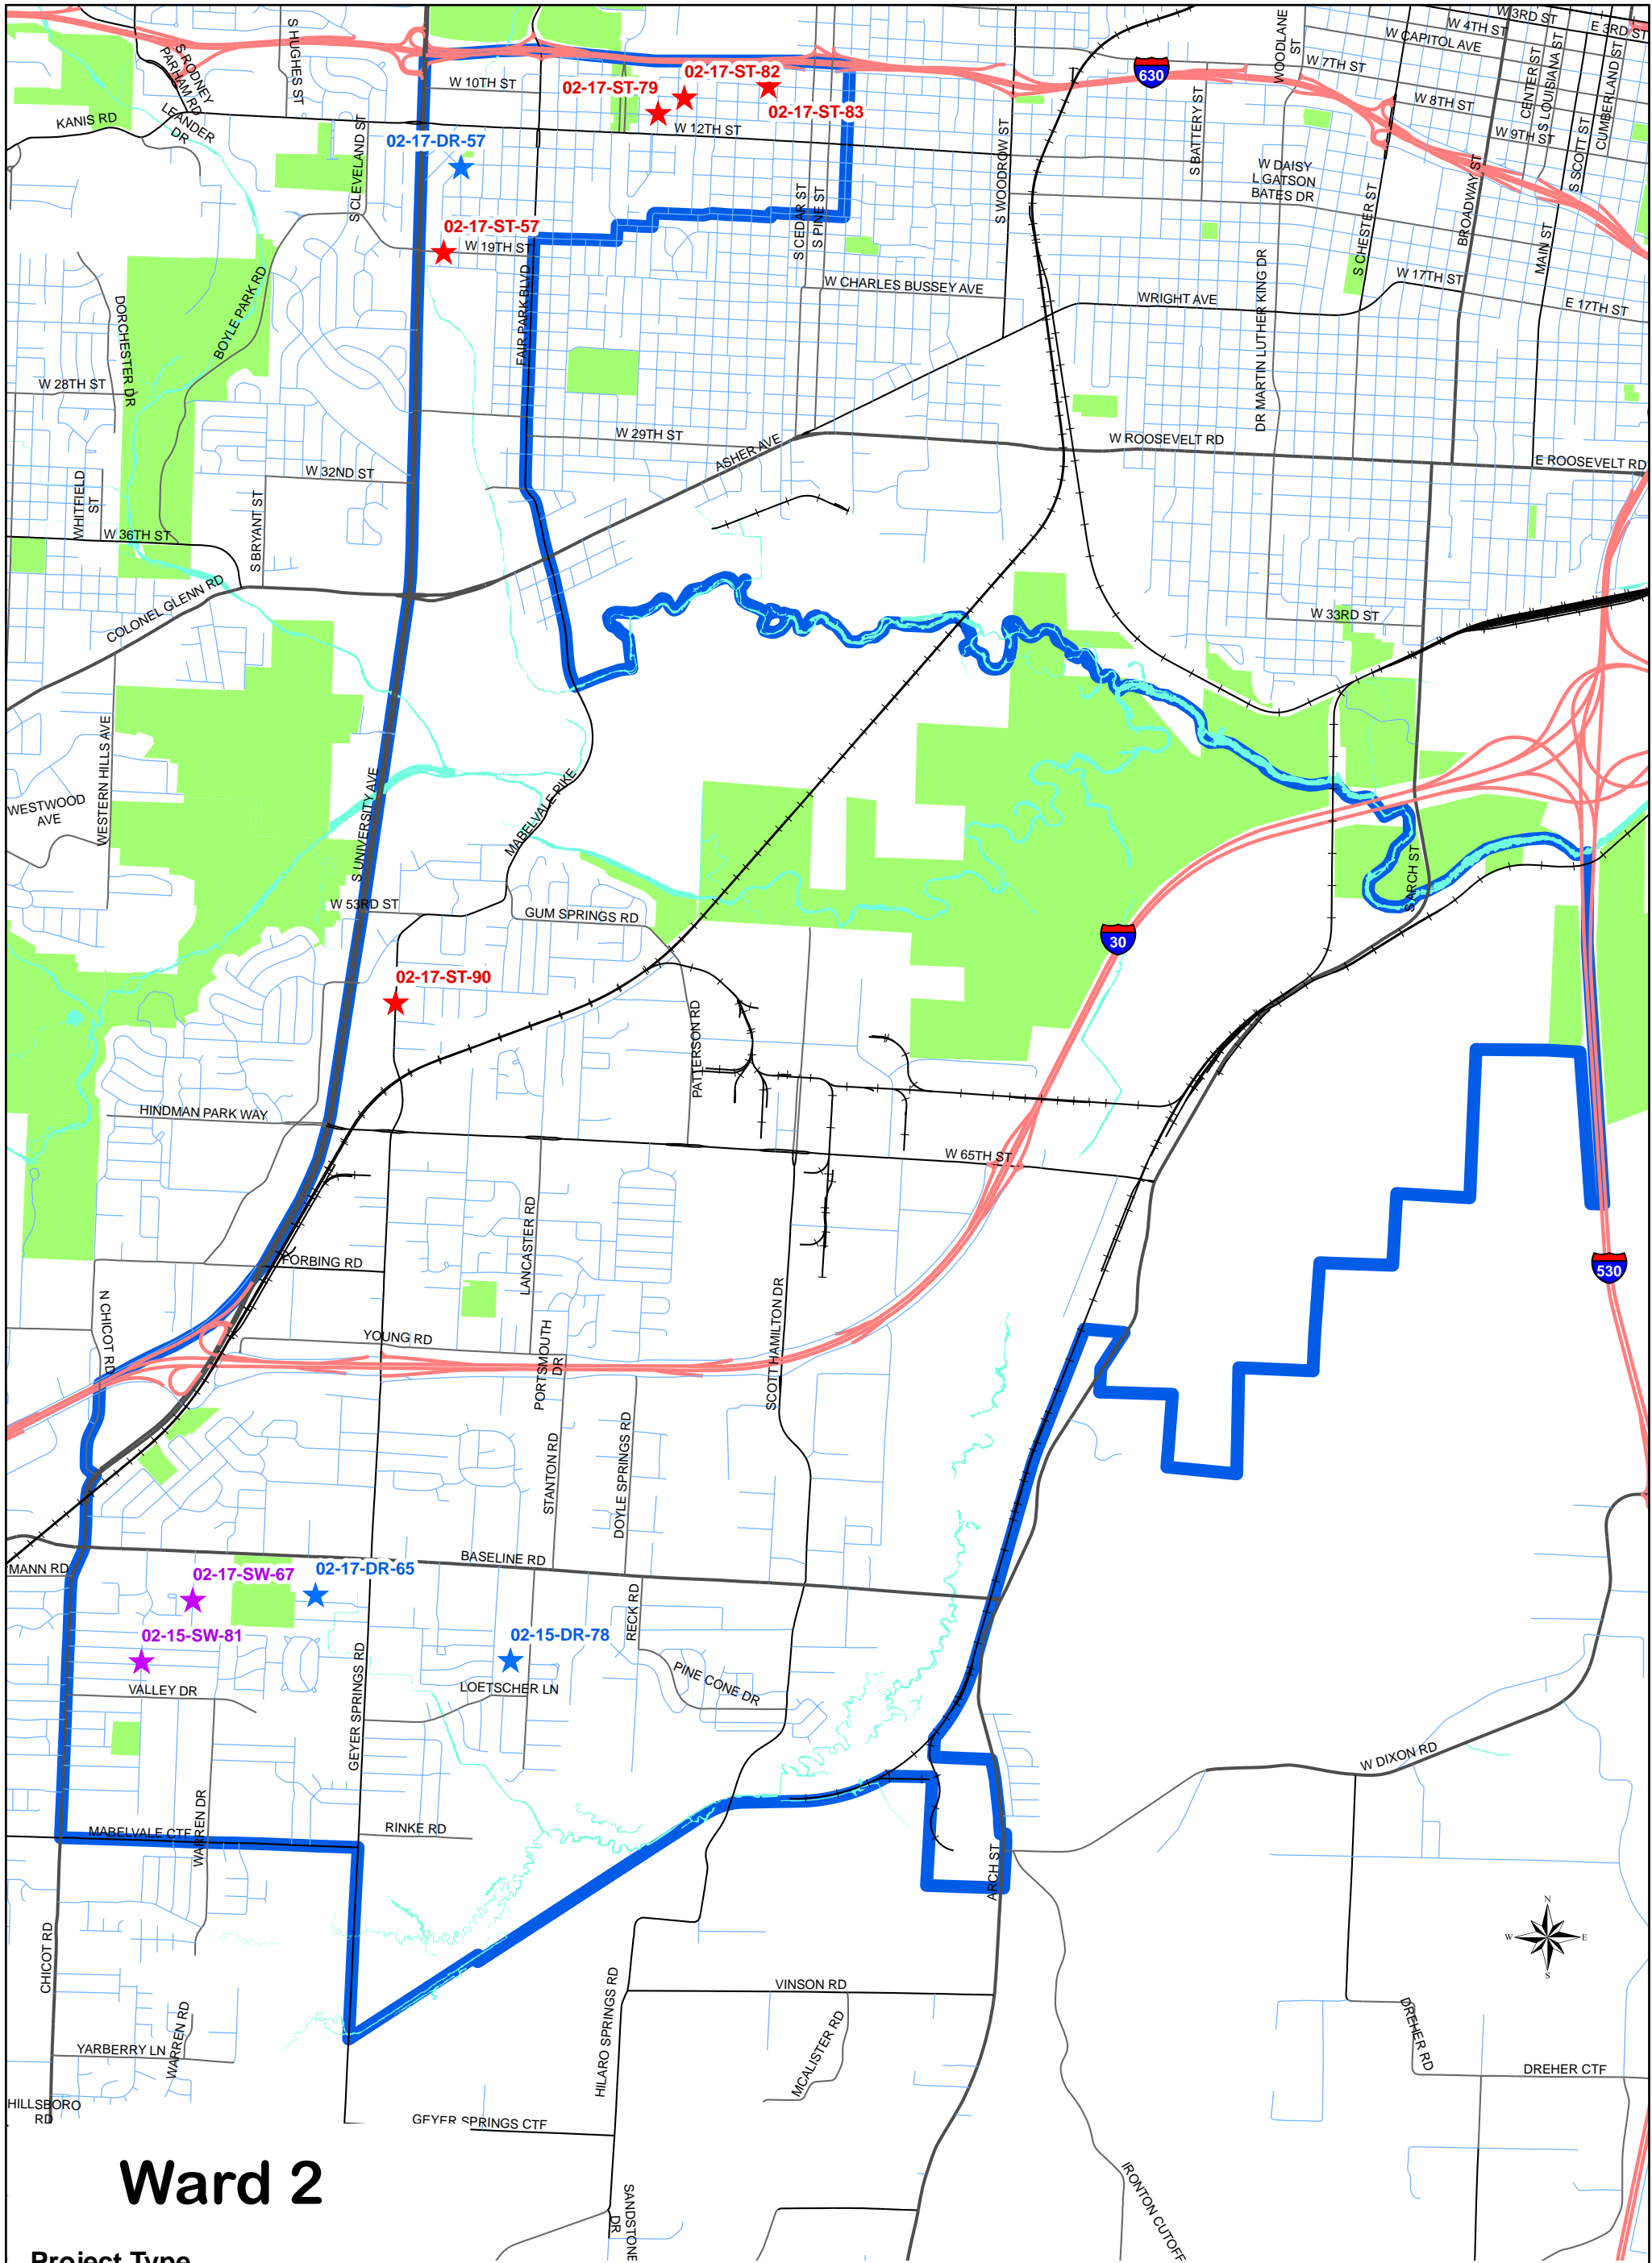 W 3RD ST
E 3RD ST
W 4TH ST
W CAPITOL AVE
W 7TH ST
W 8TH ST
W 9TH ST
WOODLANE
ST
CENTER ST
S LOUISIANA ST
CUMBERLAND ST
S SCOTT ST
S HUGHES ST
S RODNEY
PARHAM RD
LEANDER
DR
KANIS RD
W 10TH ST
02-17-ST-79
02-17-ST-82
02-17-ST-83
630
W 12TH ST
02-17-DR-57
S CLEVELAND ST
S WOODROW ST
S BATTERY ST
W DAISY
L GATSON
BATES DR
BROADWAY ST
MAIN ST
S CHESTER ST
S CEDAR ST
S PINE ST
02-17-ST-57
W 19TH ST
FAIR PARK BLVD
W CHARLES BUSSEY AVE
WRIGHT AVE
W 17TH ST
E 17TH ST
DR MARTIN LUTHER KING DR
BOYLE PARK RD
DORCHESTER DR
W 28TH ST
W 29TH ST
ASHER AVE
W ROOSEVELT RD
E ROOSEVELT RD
W 32ND ST
WHITFIELD
ST
S BRYANT ST
W 36TH ST
COLONEL GLENN RD
W 33RD ST
WESTERN HILLS AVE
WESTWOOD
AVE
S UNIVERSITY AVE
MABELVALE PIKE
S ARCH ST
W 53RD ST
GUM SPRINGS RD
30
02-17-ST-90
PATTERSON RD
HINDMAN PARK WAY
W 65TH ST
LANCASTER RD
FORBING RD
530
N CHICOT RD
YOUNG RD
PORTSMOUTH
DR
SCOTT HAMILTON DR
STANTON RD
DOYLE SPRINGS RD
BASELINE RD
MANN RD
02-17-SW-67
02-17-DR-65
02-15-SW-81
02-15-DR-78
RECK RD
GEYER SPRINGS RD
PINE CONE DR
VALLEY DR
LOETSCHER LN
W DIXON RD
WARREN DR
MABELVALE CTF
RINKE RD
ARCH ST
CHICOT RD
N
W
E
S
VINSON RD
HILARO SPRINGS RD
MCALISTER RD
DREHER RD
WARREN RD
YARBERRY LN
DREHER CTF
HILLSBORO
RD
GEYER SPRINGS CTF
Ward 2
IRONTON CUTOFF
SANDSTONE
DR
Project Type